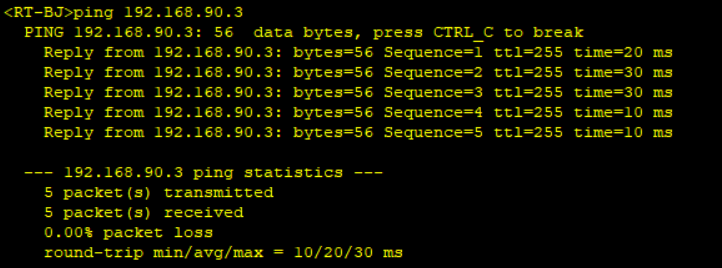 <RT-BJ>ping 192.168.90.3
PING 192.168.90.3: 56  data bytes, press CTRL_C to break
Reply from 192.168.90.3: bytes=56 Sequence=1 ttl=255 time=20 ms
Reply from 192.168.90.3: bytes=56 Sequence=2 ttl=255 time=30 ms
Reply from 192.168.90.3: bytes=56 Sequence=3 ttl=255 time=30 ms
Reply from 192.168.90.3: bytes=56 Sequence=4 ttl=255 time=10 ms
Reply from 192.168.90.3: bytes=56 Sequence=5 ttl=255 time=10 ms
--- 192.168.90.3 ping statistics ---
5 packet(s) transmitted
5 packet(s) received
0.00% packet loss
round-trip min/avg/max = 10/20/30 ms